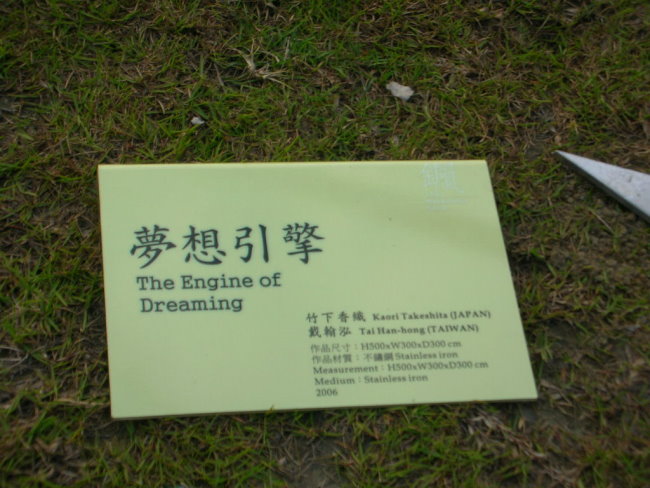 夢想引擎
The Engine of
Dreaming
竹下香織 Kaori Takeshita (JAPAN)
戴翰泓 Tai Han-hong (TAIWAN)
作品尺寸：H500xW300xD300 cm
作品材質：不鏽鋼 Stainless iron
Measurement：H500xW300xD300 cm
Medium：Stainless iron
2006